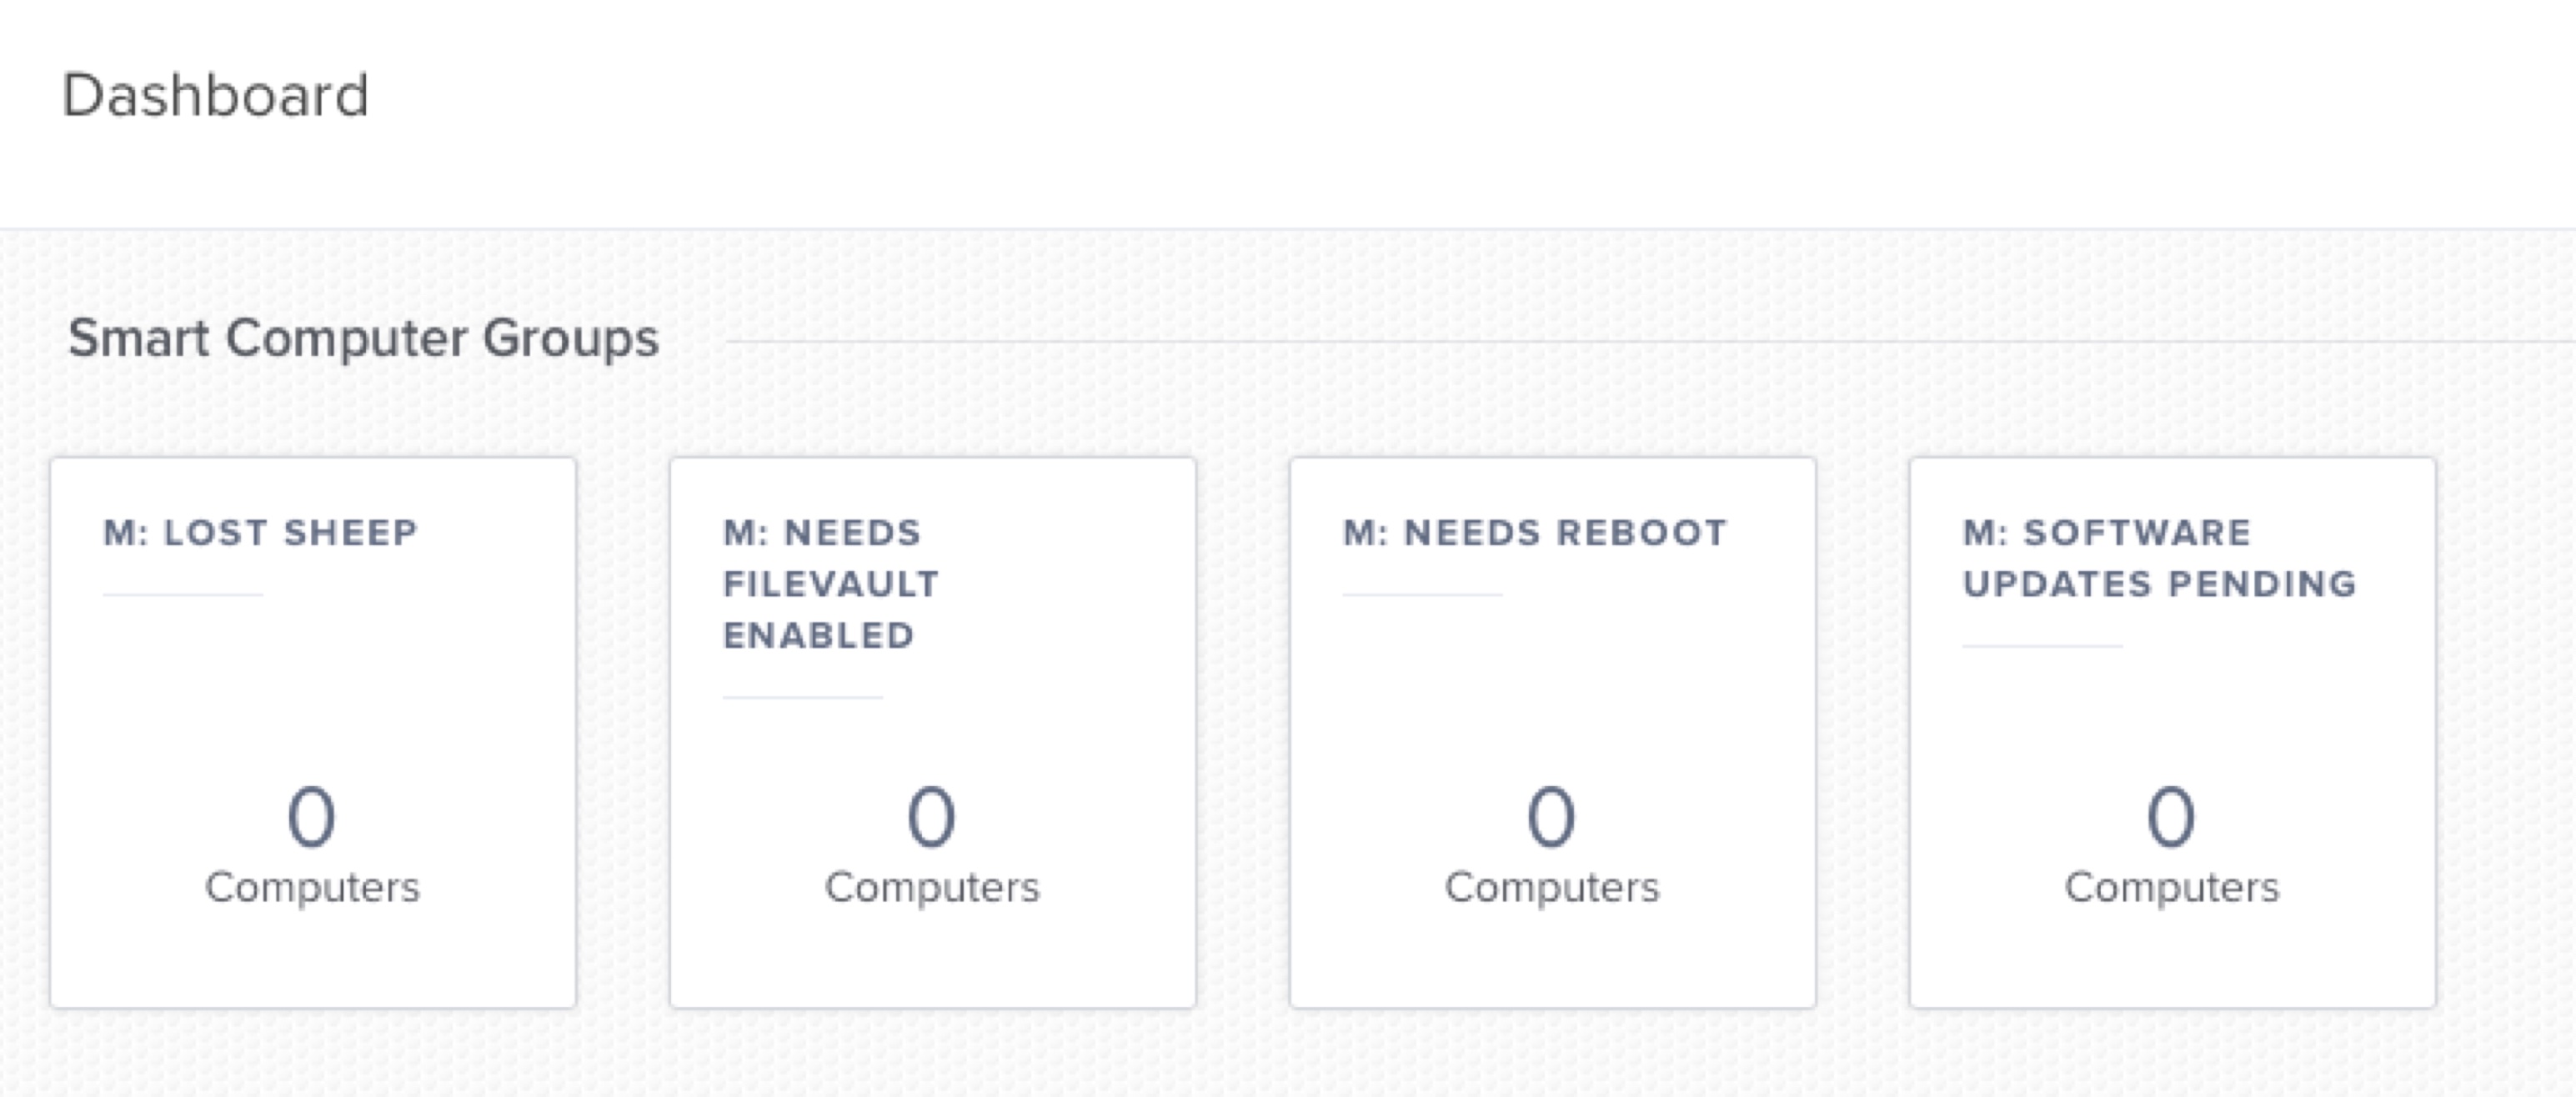 Dashboard
Smart Computer Groups
M: LOST SHEEP
0
Computers
M: NEEDS
FILEVAULT
ENABLED
0
Computers
M: NEEDS REBOOT
0
Computers
M: SOFTWARE
UPDATES PENDING
0
Computers